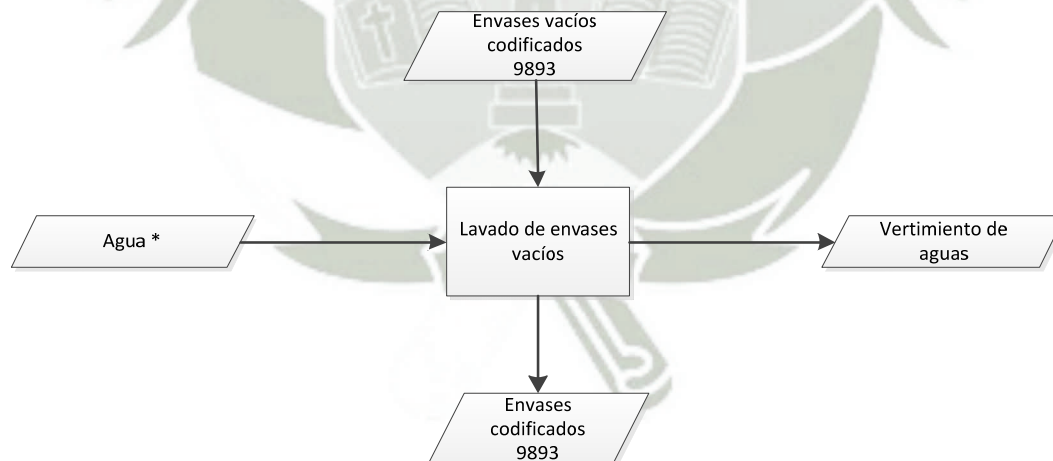 Envases vacíos
codificados
9893
Agua *
Lavado de envases
vacíos
Vertimiento de
aguas
Envases
codificados
9893